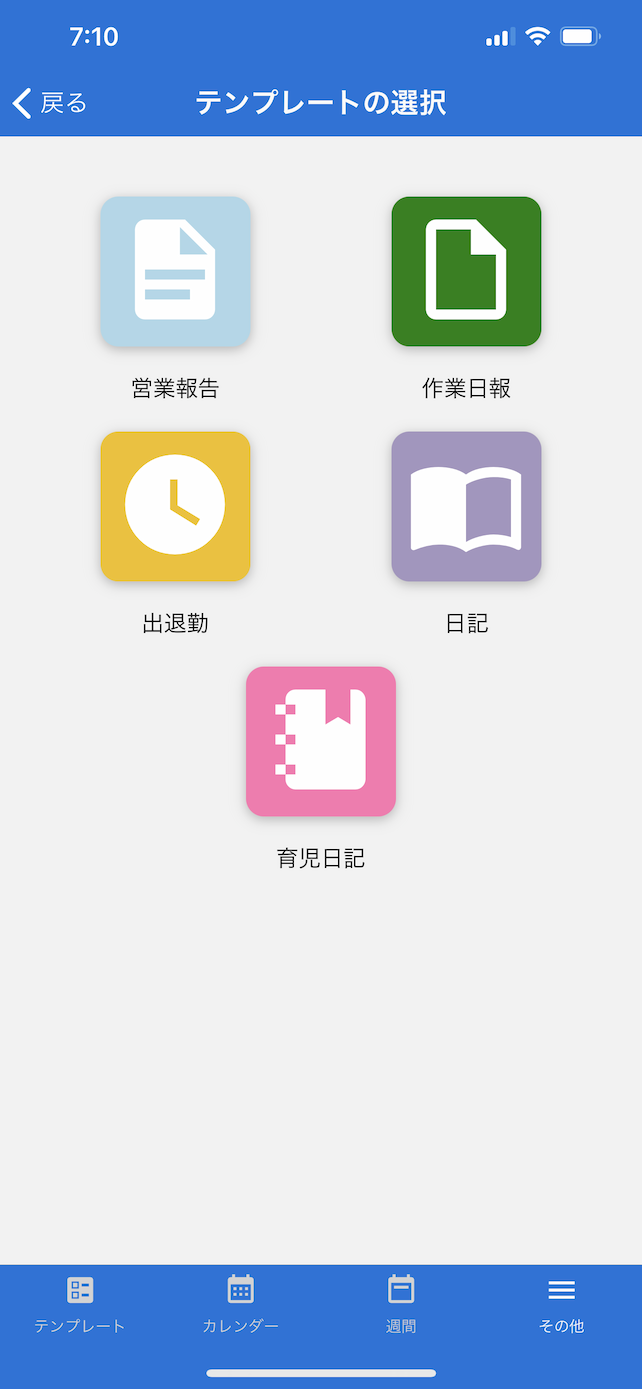 7:10
戻る
テンプレートの選択
営業報告
作業日報
出退勤
日記
育児日記
テンプレート
カレンダー
週間
その他